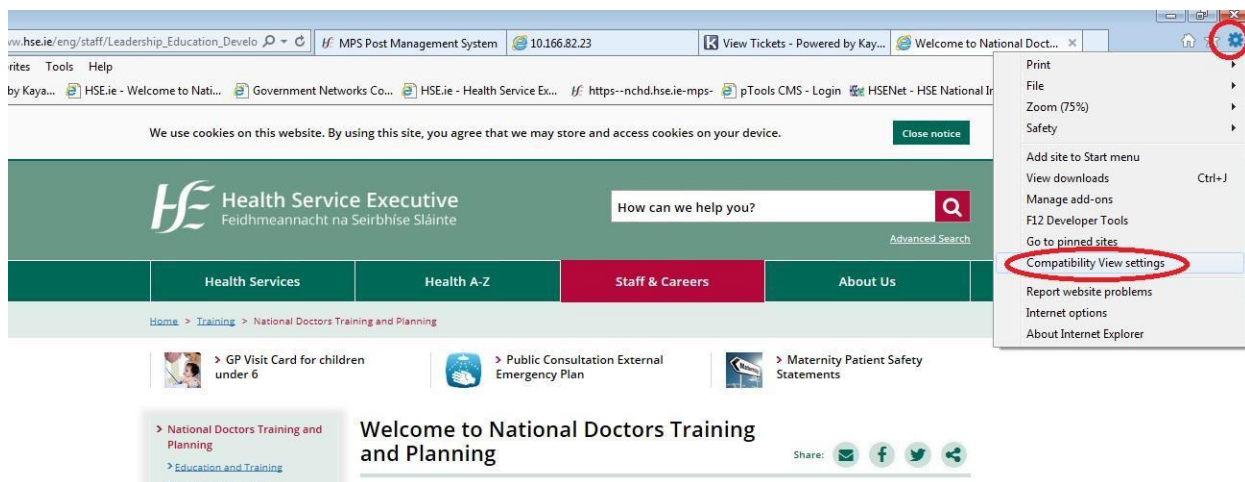 ww.hse.ie/eng/staff/Leadership_Education_Develo
MPS Post Management System
10.166.82.23
View Tickets - Powered by Kay...
Welcome to National Doct...
rites Tools Help
by Kaya... HSE.ie - Welcome to Nati... Government Networks Co... HSE.ie - Health Service Ex... https--nchd.hse.ie-mps- pTools CMS - Login HSENet - HSE National In
Print
File
Zoom (75%)
Safety
Add site to Start menu
View downloads Ctrl+J
Manage add-ons
F12 Developer Tools
Go to pinned sites
Compatibility View settings
Report website problems
Internet options
About Internet Explorer
We use cookies on this website. By using this site, you agree that we may store and access cookies on your device.
Close notice
Health Service Executive
Feidhmeannacht na Seirbhíse Sláinte
How can we help you?
Advanced Search
Health Services
Health A-Z
Staff & Careers
About Us
Home > Training > National Doctors Training and Planning
> GP Visit Card for children
under 6
> Public Consultation External
Emergency Plan
> Maternity Patient Safety
Statements
> National Doctors Training and
Planning
> Education and Training
Welcome to National Doctors Training
and Planning
Share: